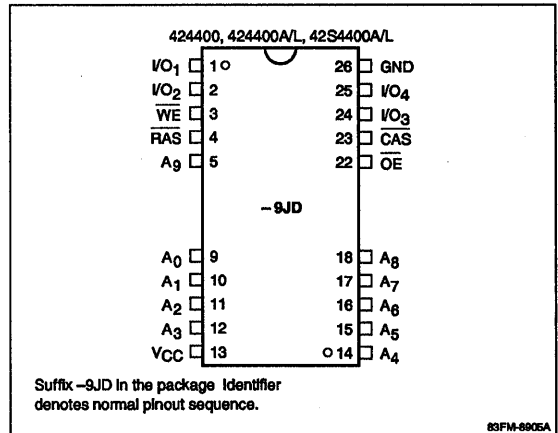 424400, 424400A/L, 42S4400A/L
I/O1 1 26 GND
I/O2 2 25 I/O4
WE 3 24 I/O3
RAS 4 23 CAS
A9 5 22 OE
–9JD
A0 9 18 A8
A1 10 17 A7
A2 11 16 A6
A3 12 15 A5
VCC 13 14 A4
Suffix –9JD in the package identifier
denotes normal pinout sequence.
83FM-8905A